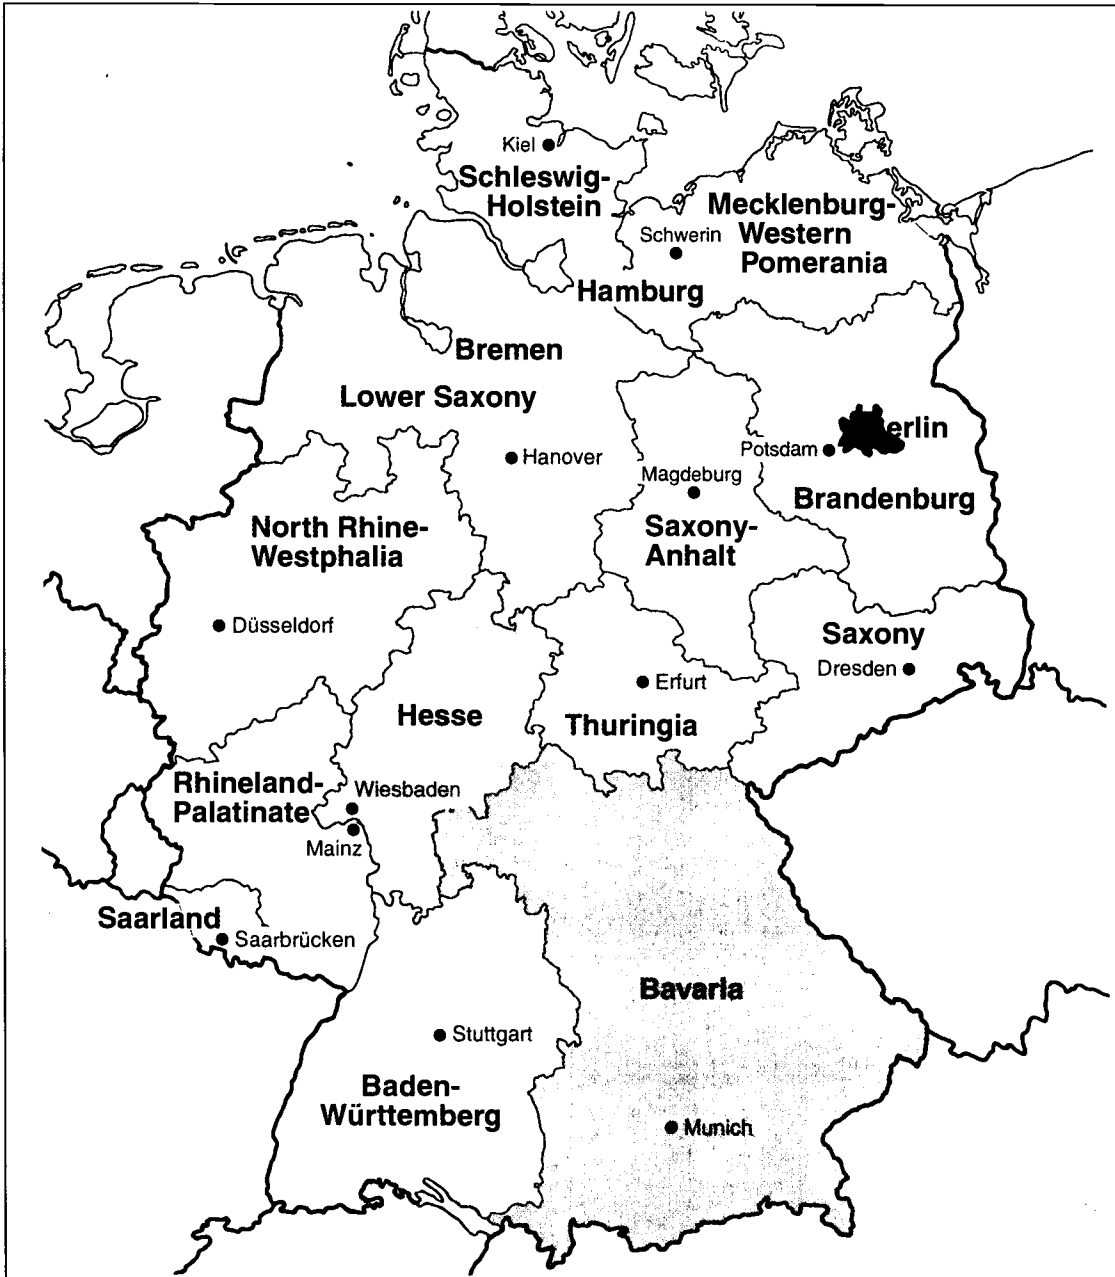 Kiel
Schleswig-
Holstein
Mecklenburg-
Western
Pomerania
Schwerin
Hamburg
Bremen
Lower Saxony
Hanover
erlin
Potsdam
Magdeburg
Brandenburg
Saxony-
Anhalt
North Rhine-
Westphalia
Düsseldorf
Saxony
Dresden
Erfurt
Thuringia
Hesse
Rhineland-
Palatinate
Wiesbaden
Mainz
Saarland
Saarbrücken
Bavaria
Stuttgart
Baden-
Württemberg
Munich